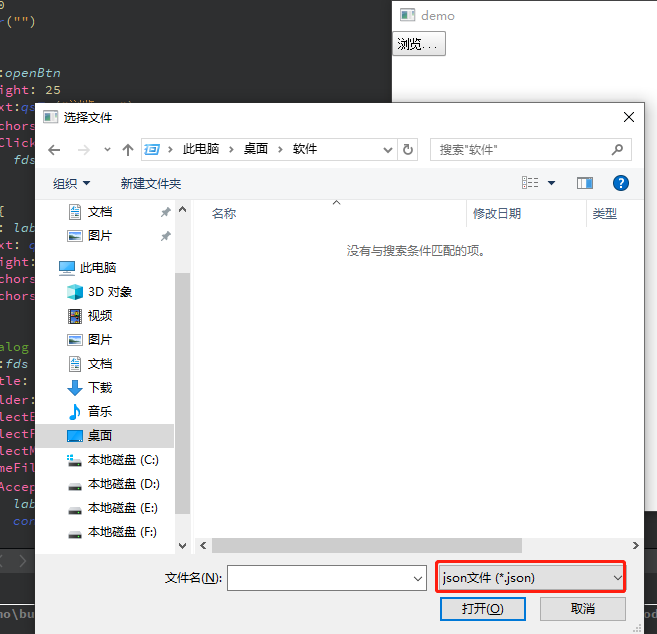 0
r("")
demo
浏览...
:openBtn
ight: 25
chors
Click
fds
选择文件
此电脑
桌面
软件
搜索"软件"
组织
新建文件夹
文档
图片
此电脑
3D 对象
视频
图片
文档
下载
音乐
桌面
本地磁盘 (C:)
本地磁盘 (D:)
本地磁盘 (E:)
本地磁盘 (F:)
名称
修改日期
类型
没有与搜索条件匹配的项。
{
: lab
xt: c
ight:
chors
chors
alog
:fds
tle:
lder:
lectE
lectF
lectM
meFil
Accep
lab
con
文件名(N):
json文件 (*.json)
打开(O)
取消
mo\bu